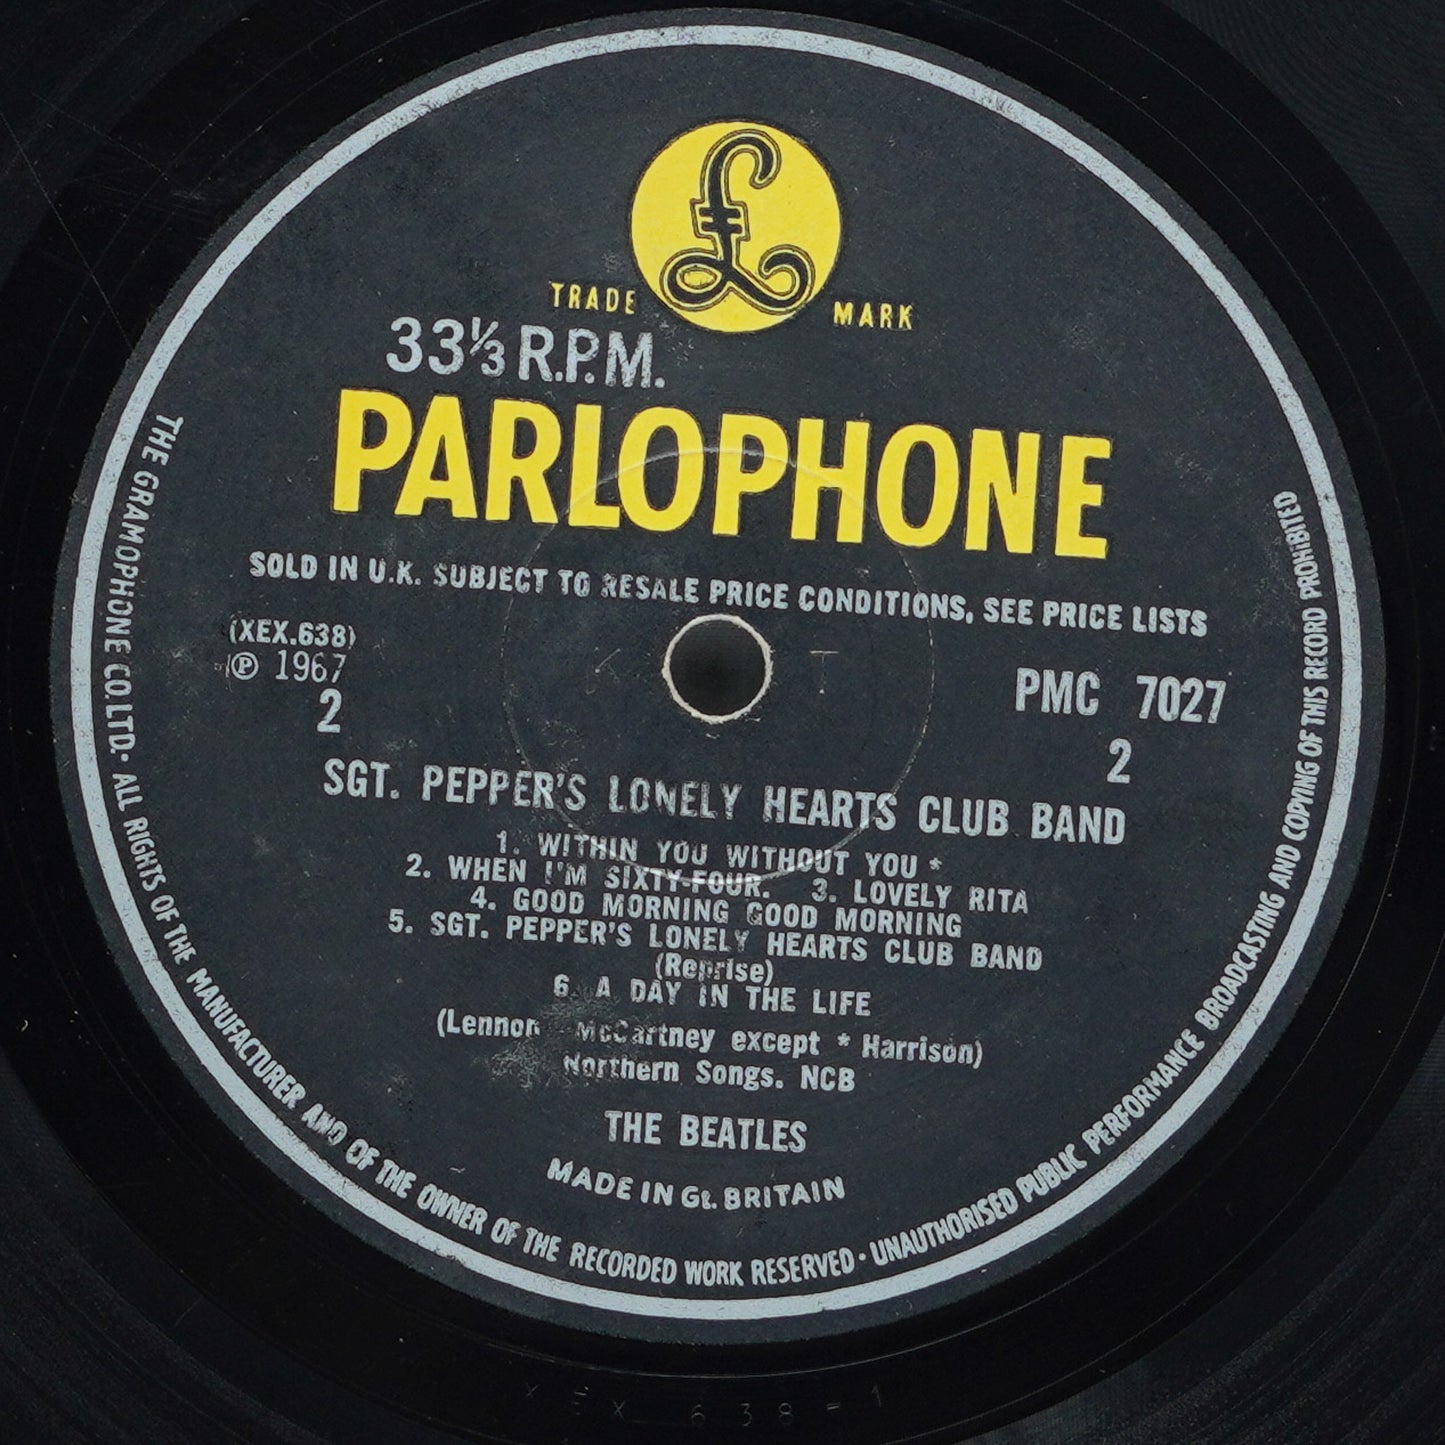 £
TRADE MARK
33⅓ R.P.M.
PARLOPHONE
SOLD IN U.K. SUBJECT TO RESALE PRICE CONDITIONS, SEE PRICE LISTS
(XEX.638)
Ⓟ 1967
2
K T
PMC 7027
2
SGT. PEPPER'S LONELY HEARTS CLUB BAND
1. WITHIN YOU WITHOUT YOU *
2. WHEN I'M SIXTY-FOUR. 3. LOVELY RITA
4. GOOD MORNING GOOD MORNING
5. SGT. PEPPER'S LONELY HEARTS CLUB BAND
(Reprise)
6. A DAY IN THE LIFE
(Lennon McCartney except * Harrison)
Northern Songs. NCB
THE BEATLES
MADE IN Gt. BRITAIN
THE GRAMOPHONE CO. LTD. · ALL RIGHTS OF THE MANUFACTURER AND OF THE OWNER OF THE RECORDED WORK RESERVED · UNAUTHORISED PUBLIC PERFORMANCE BROADCASTING AND COPYING OF THIS RECORD PROHIBITED
XEX 638-1